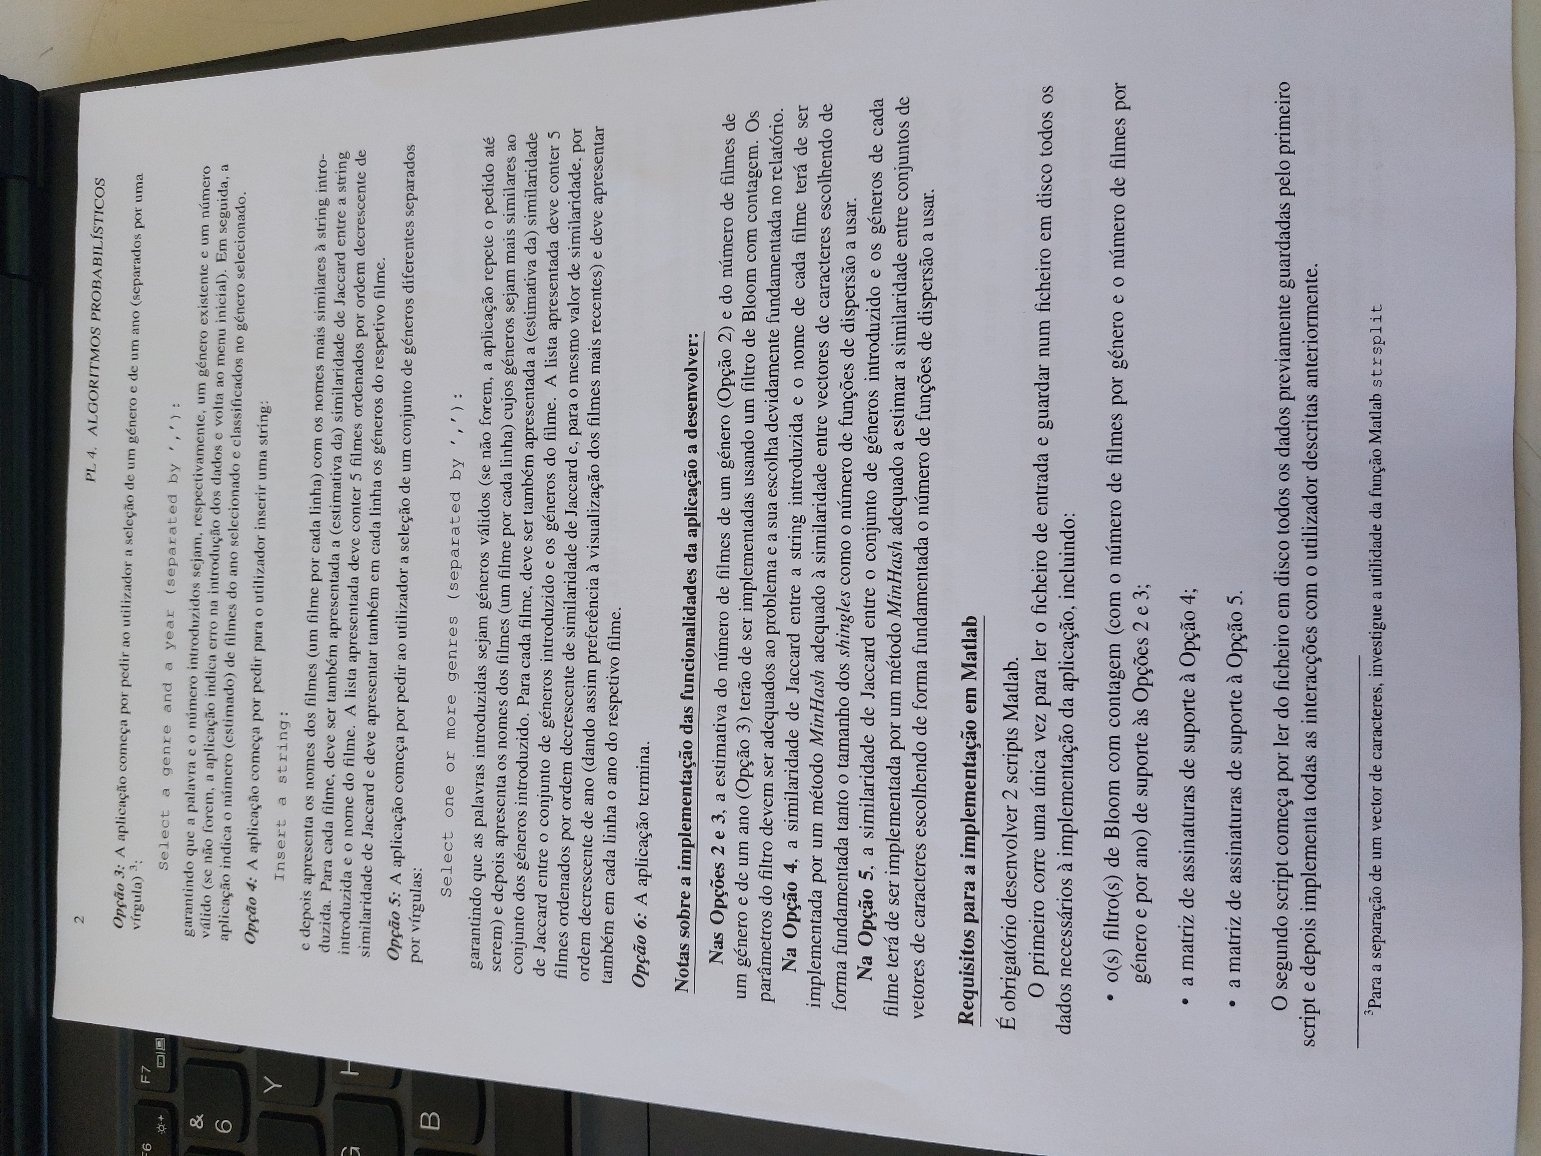 2
PL 4. ALGORITMOS PROBABILÍSTICOS
Opção 3: A aplicação começa por pedir ao utilizador a seleção de um género e de um ano (separados por uma
vírgula) 3:
Select a genre and a year (separated by ','):
garantindo que a palavra e o número introduzidos sejam, respectivamente, um género existente e um número
válido (se não forem, a aplicação indica erro na introdução dos dados e volta ao menu inicial). Em seguida, a
aplicação indica o número (estimado) de filmes do ano selecionado e classificados no género selecionado.
Opção 4: A aplicação começa por pedir para o utilizador inserir uma string:
Insert a string:
e depois apresenta os nomes dos filmes (um filme por cada linha) com os nomes mais similares à string intro-
duzida. Para cada filme, deve ser também apresentada a (estimativa da) similaridade de Jaccard entre a string
introduzida e o nome do filme. A lista apresentada deve conter 5 filmes ordenados por ordem decrescente de
similaridade de Jaccard e deve apresentar também em cada linha os géneros do respetivo filme.
Opção 5: A aplicação começa por pedir ao utilizador a seleção de um conjunto de géneros diferentes separados
por vírgulas:
Select one or more genres (separated by ','):
garantindo que as palavras introduzidas sejam géneros válidos (se não forem, a aplicação repete o pedido até
serem) e depois apresenta os nomes dos filmes (um filme por cada linha) cujos géneros sejam mais similares ao
conjunto dos géneros introduzido. Para cada filme, deve ser também apresentada a (estimativa da) similaridade
de Jaccard entre o conjunto de géneros introduzido e os géneros do filme. A lista apresentada deve conter 5
filmes ordenados por ordem decrescente de similaridade de Jaccard e, para o mesmo valor de similaridade, por
ordem decrescente de ano (dando assim preferência à visualização dos filmes mais recentes) e deve apresentar
também em cada linha o ano do respetivo filme.
Opção 6: A aplicação termina.
Notas sobre a implementação das funcionalidades da aplicação a desenvolver:
Nas Opções 2 e 3, a estimativa do número de filmes de um género (Opção 2) e do número de filmes de
um género e de um ano (Opção 3) terão de ser implementadas usando um filtro de Bloom com contagem. Os
parâmetros do filtro devem ser adequados ao problema e a sua escolha devidamente fundamentada no relatório.
Na Opção 4, a similaridade de Jaccard entre a string introduzida e o nome de cada filme terá de ser
implementada por um método MinHash adequado à similaridade entre vectores de caracteres escolhendo de
forma fundamentada tanto o tamanho dos shingles como o número de funções de dispersão a usar.
Na Opção 5, a similaridade de Jaccard entre o conjunto de géneros introduzido e os géneros de cada
filme terá de ser implementada por um método MinHash adequado a estimar a similaridade entre conjuntos de
vetores de caracteres escolhendo de forma fundamentada o número de funções de dispersão a usar.
Requisitos para a implementação em Matlab
É obrigatório desenvolver 2 scripts Matlab.
O primeiro corre uma única vez para ler o ficheiro de entrada e guardar num ficheiro em disco todos os
dados necessários à implementação da aplicação, incluindo:
• o(s) filtro(s) de Bloom com contagem (com o número de filmes por género e o número de filmes por
género e por ano) de suporte às Opções 2 e 3;
• a matriz de assinaturas de suporte à Opção 4;
• a matriz de assinaturas de suporte à Opção 5.
O segundo script começa por ler do ficheiro em disco todos os dados previamente guardadas pelo primeiro
script e depois implementa todas as interacções com o utilizador descritas anteriormente.
3Para a separação de um vector de caracteres, investigue a utilidade da função Matlab strsplit
F6
F7
&
6
Y
G
H
B